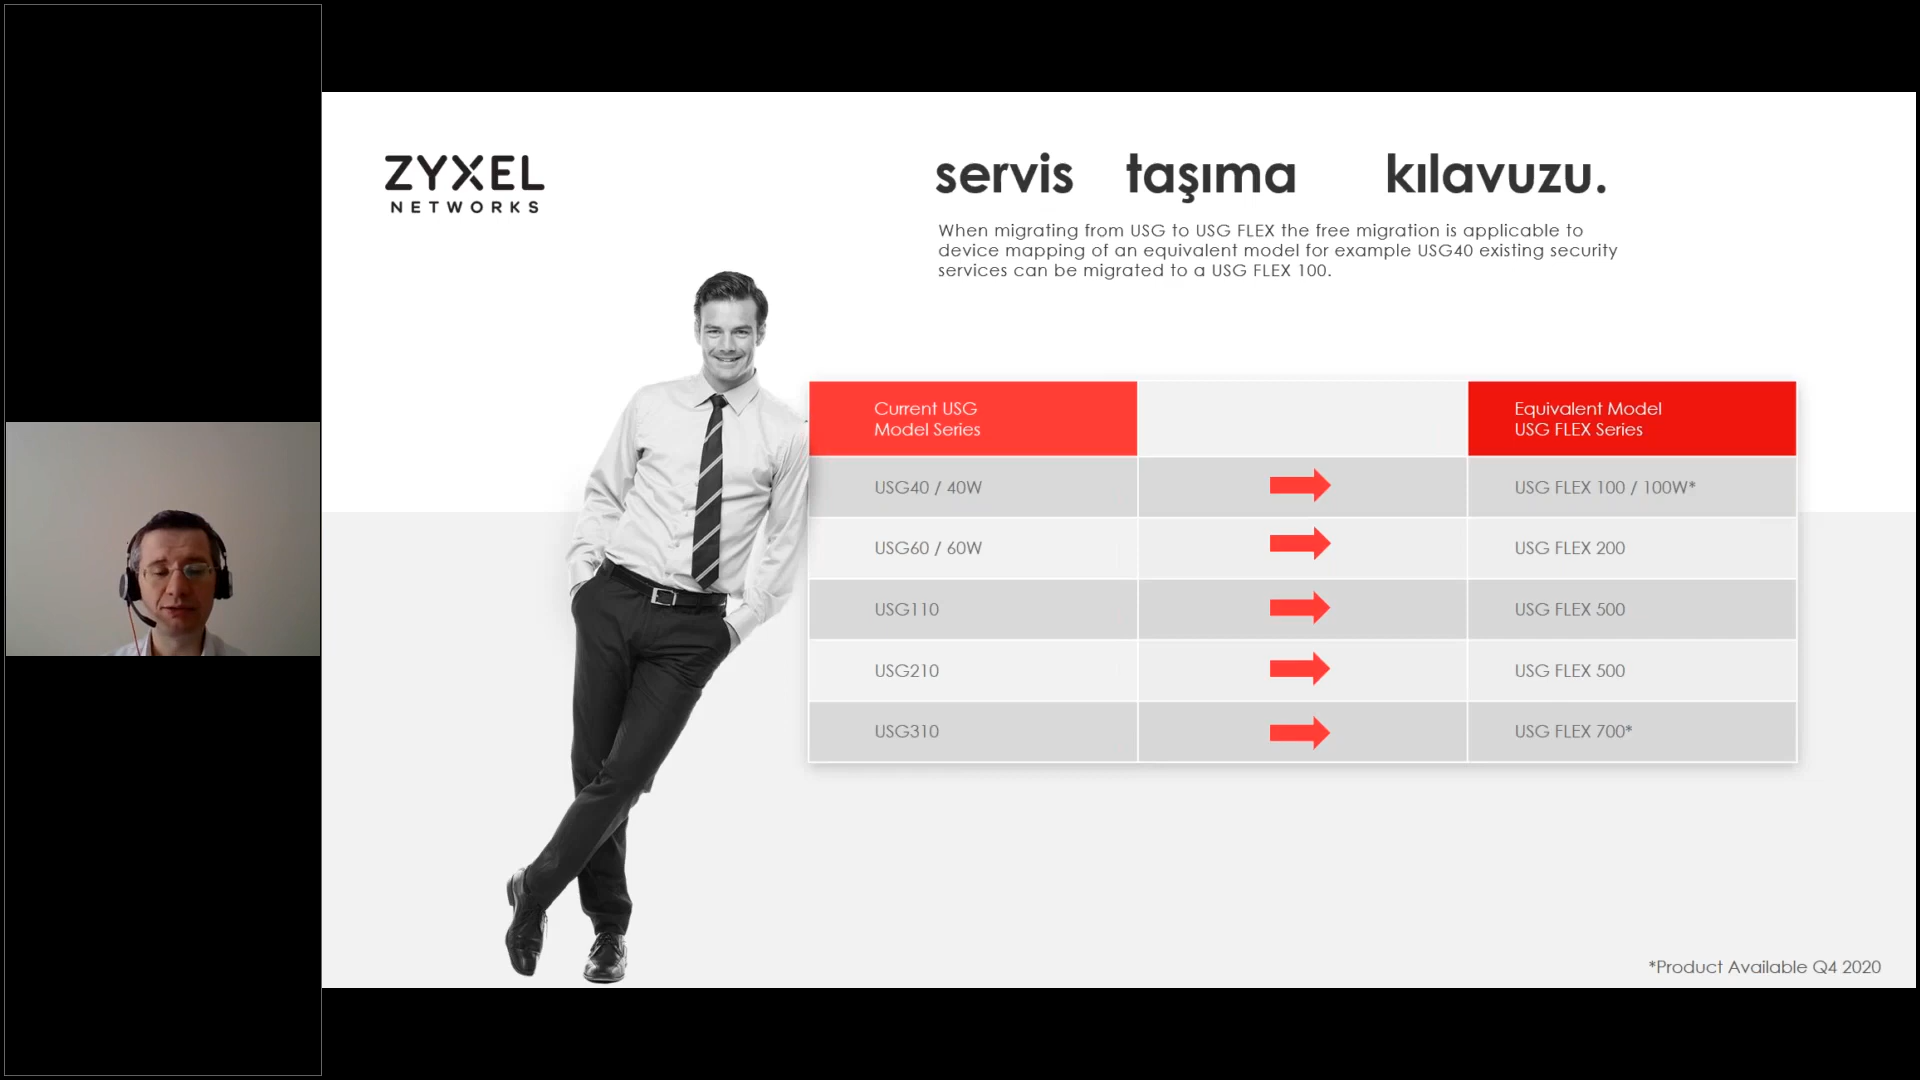 ZYXEL
NETWORKS
servis taşıma kılavuzu.
When migrating from USG to USG FLEX the free migration is applicable to
device mapping of an equivalent model for example USG40 existing security
services can be migrated to a USG FLEX 100.
Current USG
Model Series
Equivalent Model
USG FLEX Series
USG40 / 40W
USG FLEX 100 / 100W*
USG60 / 60W
USG FLEX 200
USG110
USG FLEX 500
USG210
USG FLEX 500
USG310
USG FLEX 700*
*Product Available Q4 2020